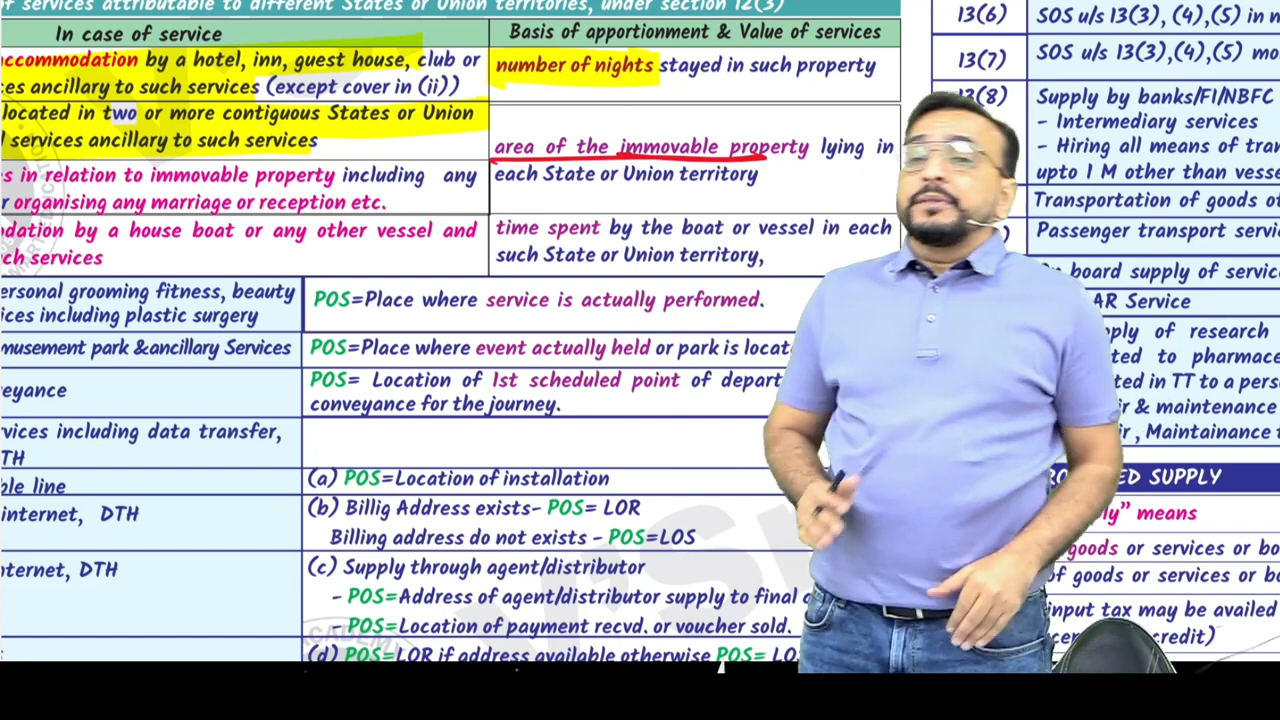 of services attributable to different States or Union territories, under section 12(3)
In case of service
Basis of apportionment & Value of services
accommodation by a hotel, inn, guest house, club or
ces ancillary to such services (except cover in (ii))
number of nights stayed in such property
located in two or more contiguous States or Union
l services ancillary to such services
area of the immovable property lying in
each State or Union territory
es in relation to immovable property including any
r organising any marriage or reception etc.
dation by a house boat or any other vessel and
ch services
time spent by the boat or vessel in each
such State or Union territory,
ersonal grooming fitness, beauty
ices including plastic surgery
POS=Place where service is actually performed.
musement park &ancillary Services
POS=Place where event actually held or park is locat
eyance
POS= Location of 1st scheduled point of depart
conveyance for the journey.
rvices including data transfer,
TH
ble line
(a) POS=Location of installation
internet, DTH
(b) Billig Address exists- POS= LOR
Billing address do not exists - POS=LOS
nternet, DTH
(c) Supply through agent/distributor
- POS=Address of agent/distributor supply to final c
- POS=Location of payment recvd. or voucher sold.
(d) POS=LOR if address available otherwise POS= LO
13(6)
SOS u/s 13(3), (4),(5) in m
13(7)
SOS u/s 13(3),(4),(5) mo
13(8)
Supply by banks/FI/NBFC
- Intermediary services
- Hiring all means of tran
upto 1 M other than vesse
Transportation of goods ot
Passenger transport servi
n board supply of service
AR Service
pply of research
ted to pharmace
ted in TT to a pers
ir & maintenance
ir , Maintainance t
ED SUPPLY
ly" means
goods or services or bo
of goods or services or ba
input tax may be availed
credit)
ACADEM